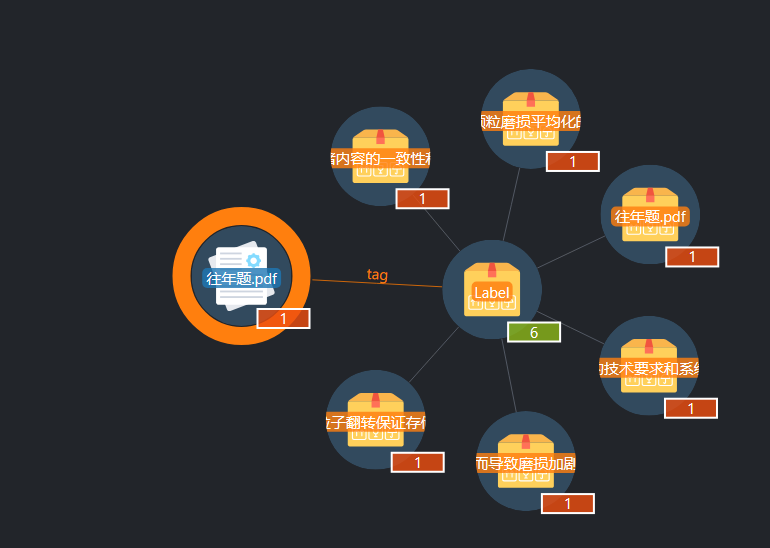 颗粒磨损平均化的
1
诸内容的一致性和
1
往年题.pdf
1
往年题.pdf
1
tag
Label
6
的技术要求和系统
1
位子翻转保证存储
1
而导致磨损加剧
1